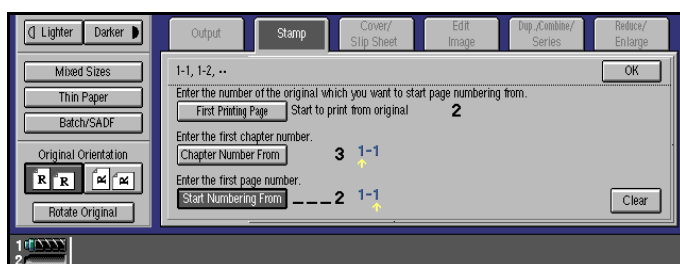 Lighter Darker
Output Stamp Cover/ Slip Sheet Edit Image Dup./Combine/ Series Reduce/ Enlarge
Mixed Sizes
Thin Paper
Batch/SADF
Original Orientation
R R R R
Rotate Original
1-1, 1-2, ··
OK
Enter the number of the original which you want to start page numbering from.
First Printing Page Start to print from original 2
Enter the first chapter number.
Chapter Number From 3 1-1
Enter the first page number.
Start Numbering From _ _ _ 2 1-1
Clear
1
2